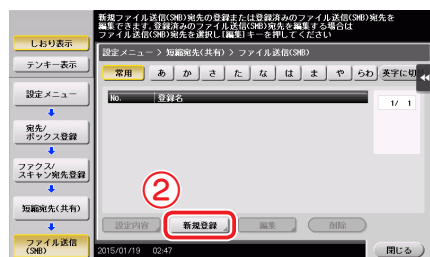 新規ファイル送信(SMB)宛先の登録または登録済みのファイル送信(SMB)宛先を
編集できます。登録済みのファイル送信(SMB)宛先を編集する場合は
ファイル送信(SMB)宛先を選択し[編集]キーを押してください
しおり表示
テンキー表示
設定メニュー > 短縮宛先(共有) > ファイル送信(SMB)
常用 あ か さ た な は ま や らわ 英字に切
設定メニュー
宛先/
ボックス登録
ファクス/
スキャン宛先登録
短縮宛先(共有)
ファイル送信
(SMB)
No. 登録名
1/ 1
②
設定内容 新規登録 編集 削除
2015/01/19 02:47
閉じる